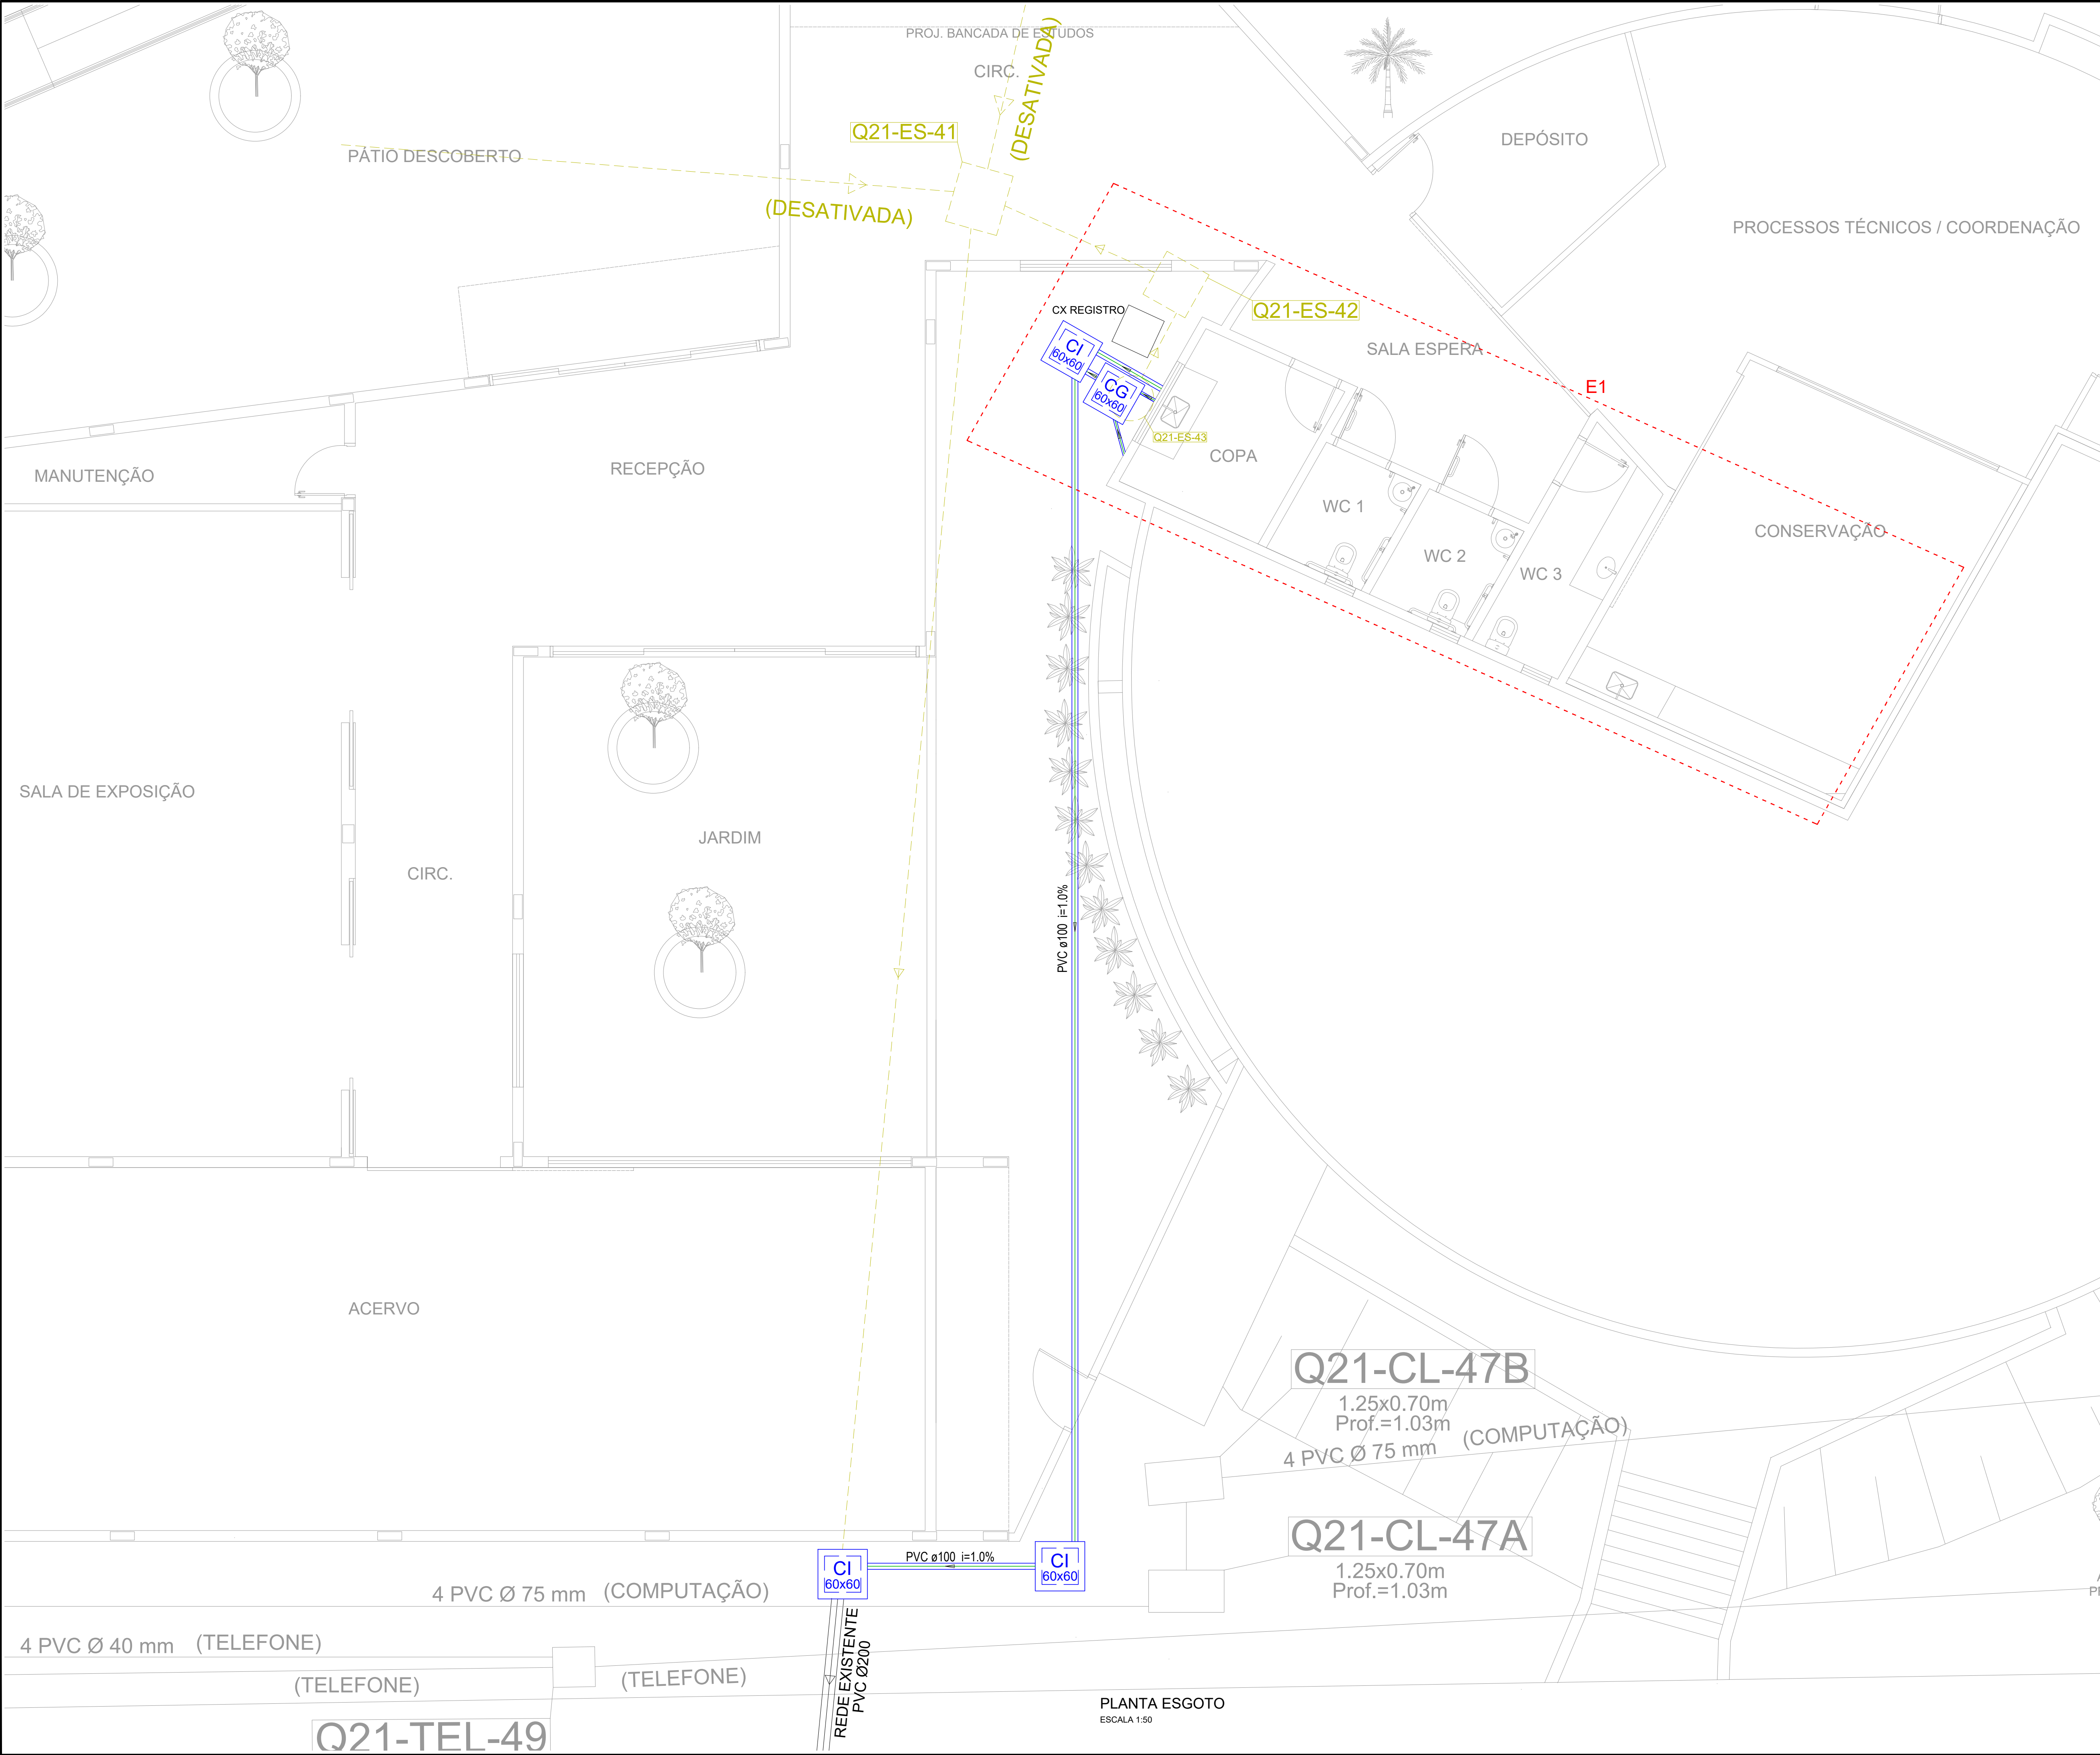 PROJ. BANCADA DE ESTUDOS
CIRC.
(DESATIVADA)
Q21-ES-41
DEPÓSITO
PÁTIO DESCOBERTO
(DESATIVADA)
PROCESSOS TÉCNICOS / COORDENAÇÃO
CX REGISTRO
Q21-ES-42
SALA ESPERA
CI
60x60
CG
60x60
E1
Q21-ES-43
COPA
MANUTENÇÃO
RECEPÇÃO
WC 1
WC 2
WC 3
CONSERVAÇÃO
SALA DE EXPOSIÇÃO
JARDIM
CIRC.
PVC ø100 i=1.0%
ACERVO
Q21-CL-47B
1.25x0.70m
Prof.=1.03m
4 PVC Ø 75 mm (COMPUTAÇÃO)
Q21-CL-47A
1.25x0.70m
Prof.=1.03m
CI
60x60
PVC ø100 i=1.0%
CI
60x60
4 PVC Ø 75 mm (COMPUTAÇÃO)
4 PVC Ø 40 mm (TELEFONE)
(TELEFONE)
(TELEFONE)
REDE EXISTENTE
PVC Ø200
Q21-TEL-49
PLANTA ESGOTO
ESCALA 1:50